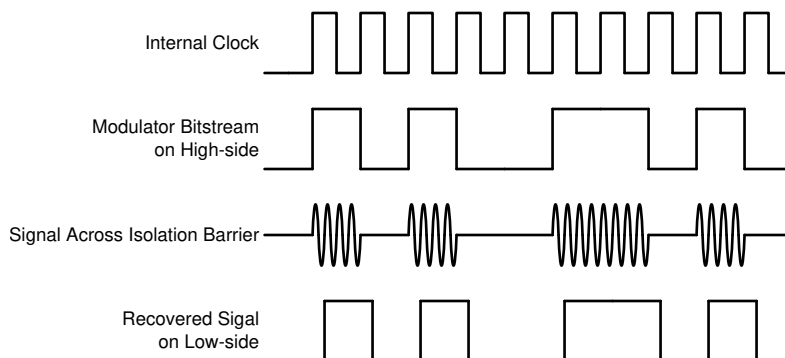 Internal Clock
Modulator Bitstream
on High-side
Signal Across Isolation Barrier
Recovered Sigal
on Low-side